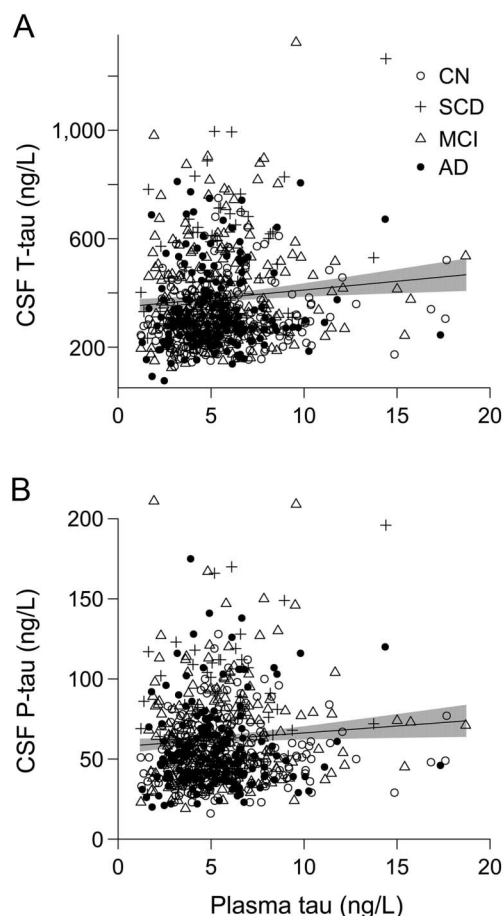 A
CN
SCD
MCI
AD
1,000
600
200
CSF T-tau (ng/L)
0
5
10
15
20
B
200
150
100
50
0
CSF P-tau (ng/L)
0
5
10
15
20
Plasma tau (ng/L)